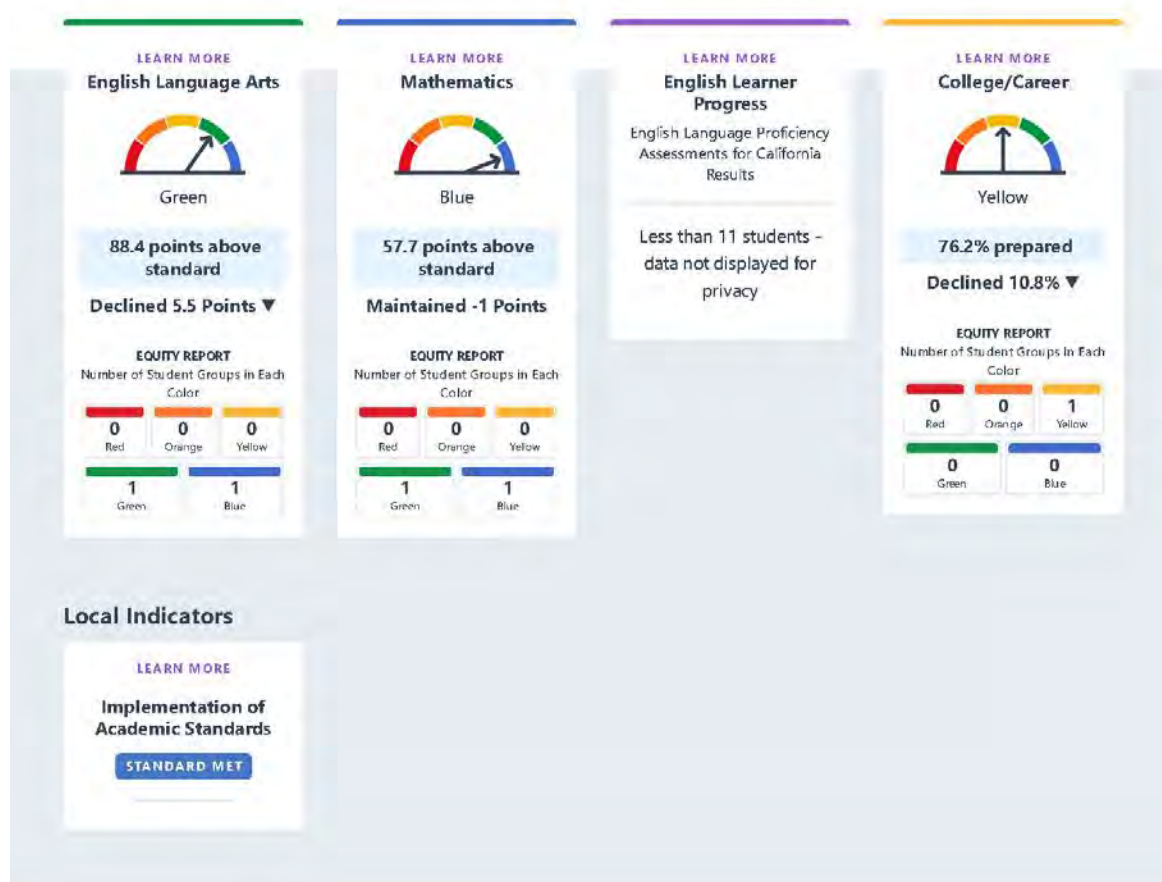 LEARN MORE
English Language Arts
Green
88.4 points above
standard
Declined 5.5 Points ▼
EQUITY REPORT
Number of Student Groups in Each
Color
0
Red
0
Orange
0
Yellow
1
Green
1
Blue
LEARN MORE
Mathematics
Blue
57.7 points above
standard
Maintained -1 Points
EQUITY REPORT
Number of Student Groups in Each
Color
0
Red
0
Orange
0
Yellow
1
Green
1
Blue
LEARN MORE
English Learner
Progress
English Language Proficiency
Assessments for California
Results
Less than 11 students -
data not displayed for
privacy
LEARN MORE
College/Career
Yellow
76.2% prepared
Declined 10.8% ▼
EQUITY REPORT
Number of Student Groups in Each
Color
0
Red
0
Orange
1
Yellow
0
Green
0
Blue
Local Indicators
LEARN MORE
Implementation of
Academic Standards
STANDARD MET